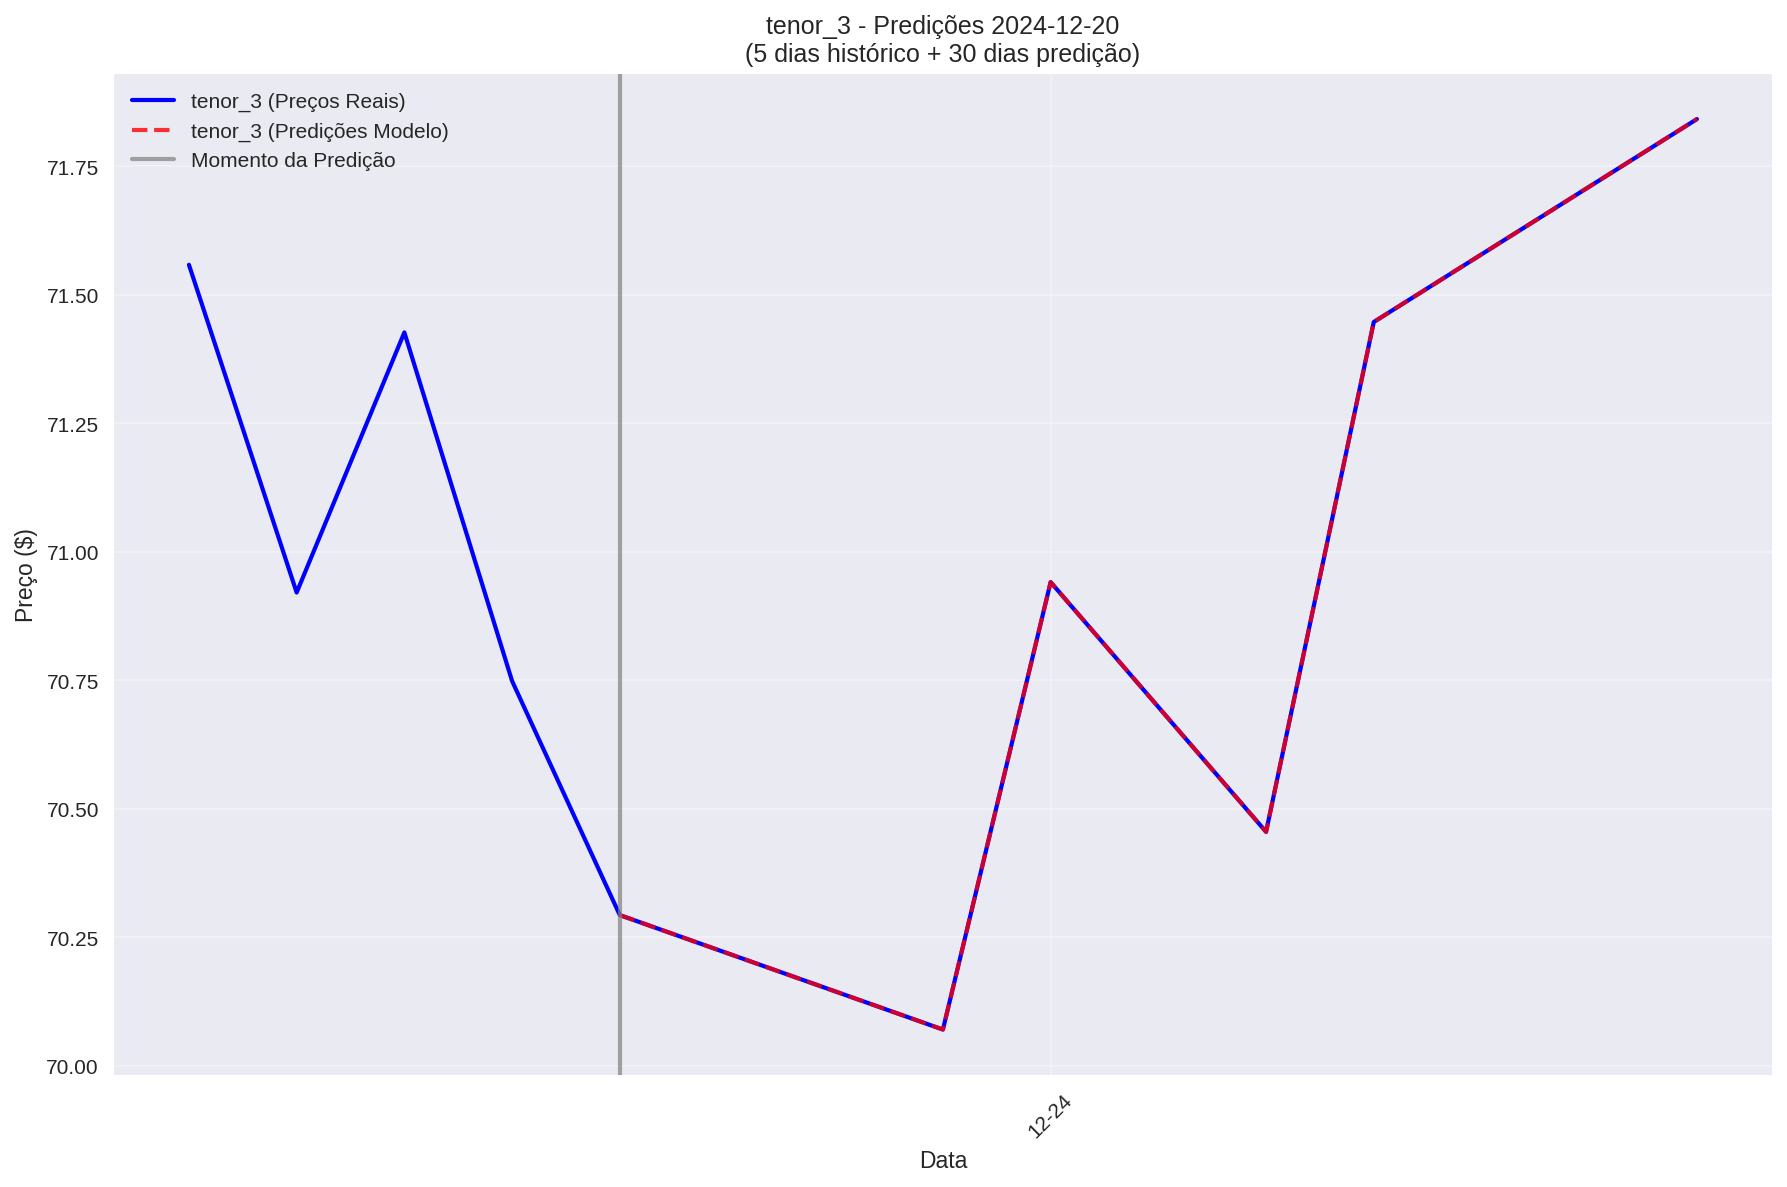 tenor_3 - Predições 2024-12-20
(5 dias histórico + 30 dias predição)
tenor_3 (Preços Reais)
tenor_3 (Predições Modelo)
Momento da Predição
71.75
71.50
71.25
71.00
70.75
70.50
70.25
70.00
Preço ($)
12-24
Data